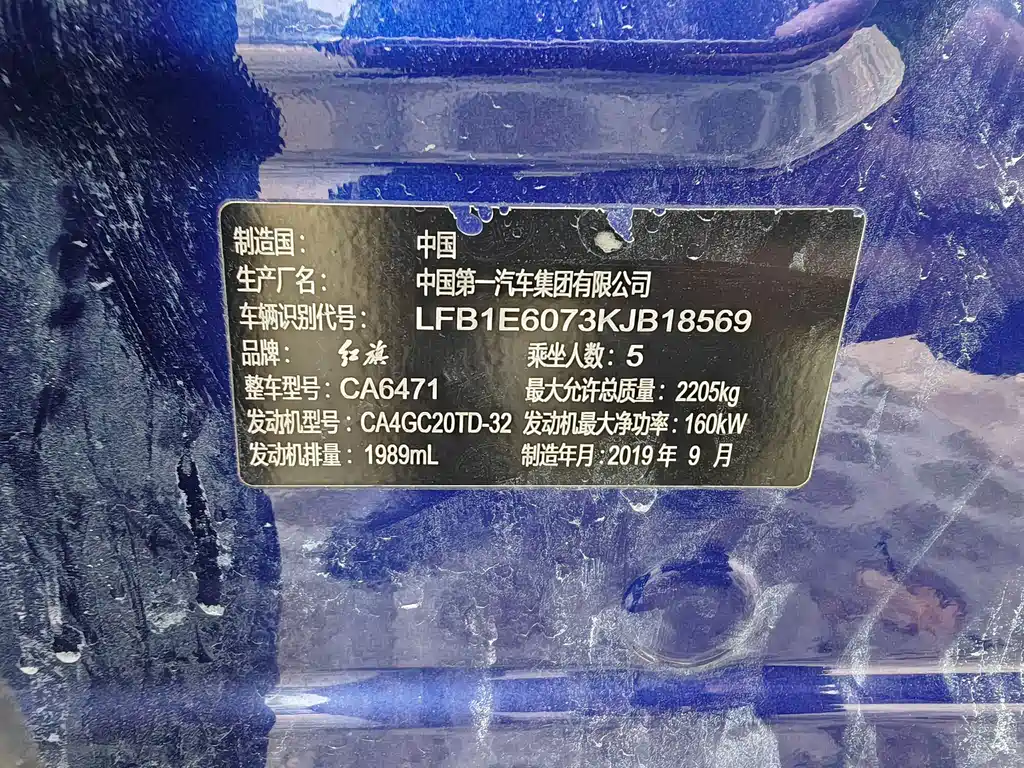 制造国： 中国
生产厂名： 中国第一汽车集团有限公司
车辆识别代号： LFB1E6073KJB18569
品牌： 红旗 乘坐人数：5
整车型号：CA6471 最大允许总质量：2205kg
发动机型号：CA4GC20TD-32 发动机最大净功率：160kW
发动机排量：1989mL 制造年月：2019年 9 月